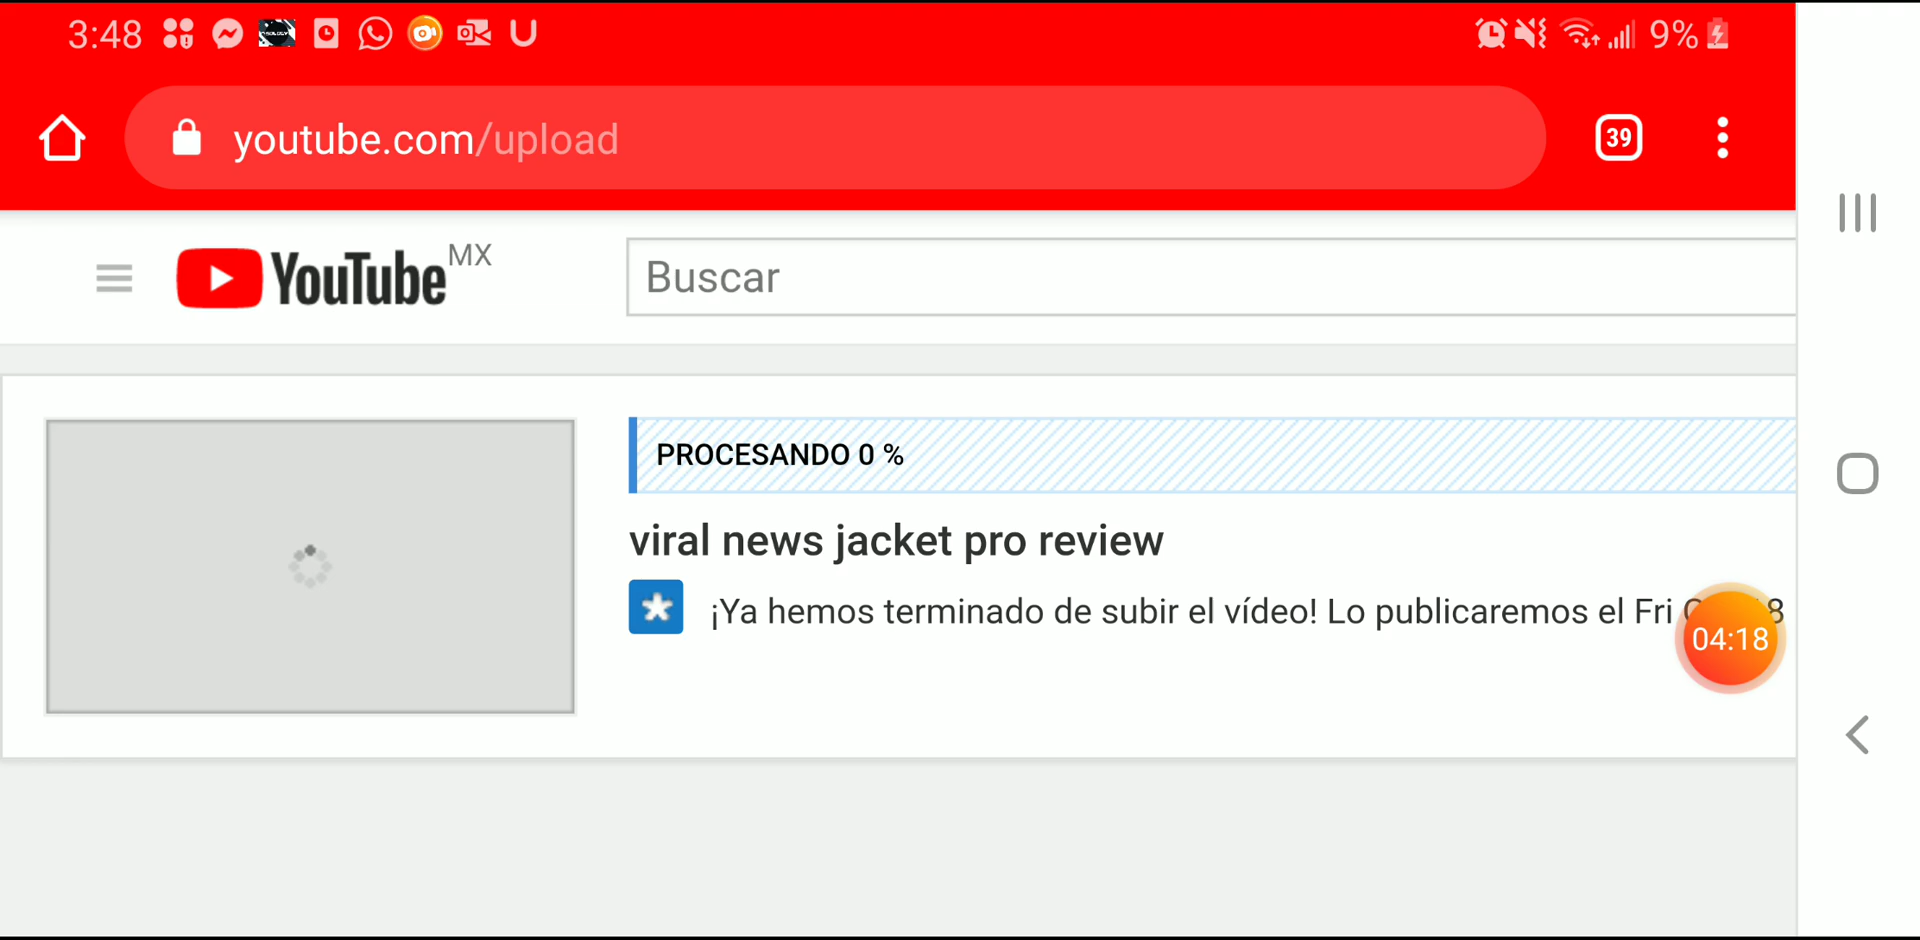 3:48
9%
youtube.com/upload
39
YouTube MX
Buscar
PROCESANDO 0 %
viral news jacket pro review
¡Ya hemos terminado de subir el vídeo! Lo publicaremos el Fri
04:18